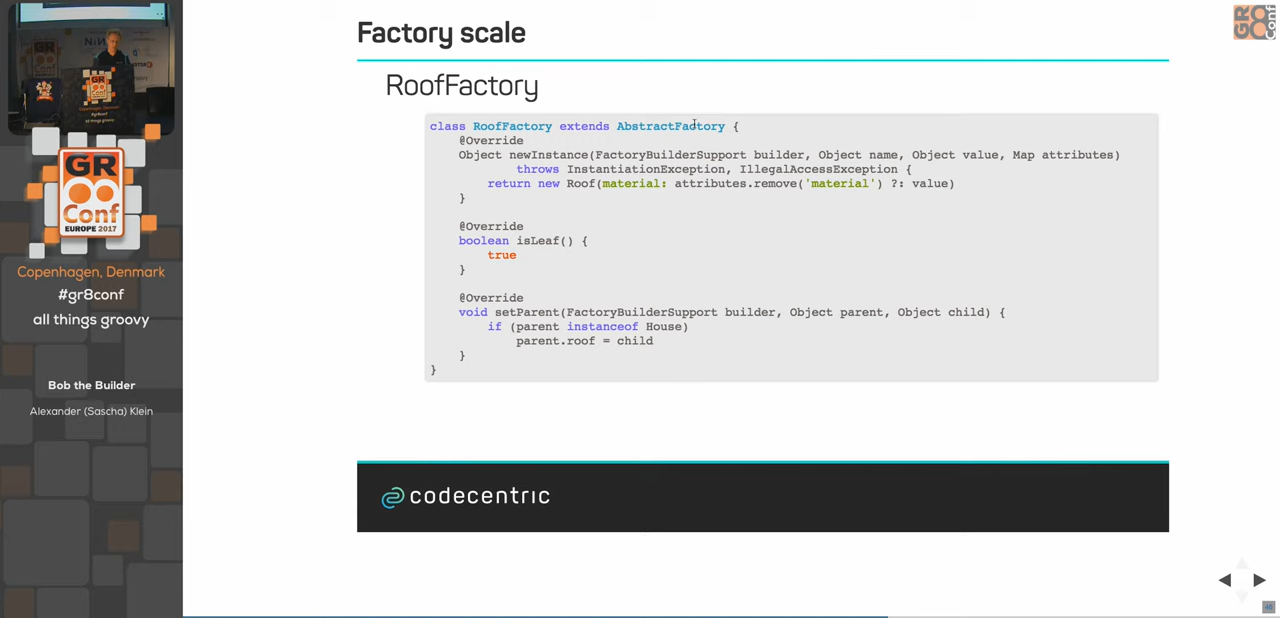 Factory scale
RoofFactory
class RoofFactory extends AbstractFactory {
@Override
Object newInstance(FactoryBuilderSupport builder, Object name, Object value, Map attributes)
throws InstantiationException, IllegalAccessException {
return new Roof(material: attributes.remove('material') ?: value)
}
@Override
boolean isLeaf() {
true
}
@Override
void setParent(FactoryBuilderSupport builder, Object parent, Object child) {
if (parent instanceof House)
parent.roof = child
}
}
codecentric
GR8
Conf
EUROPE 2017
Copenhagen, Denmark
#gr8conf
all things groovy
Bob the Builder
Alexander (Sascha) Klein
GR8
Conf